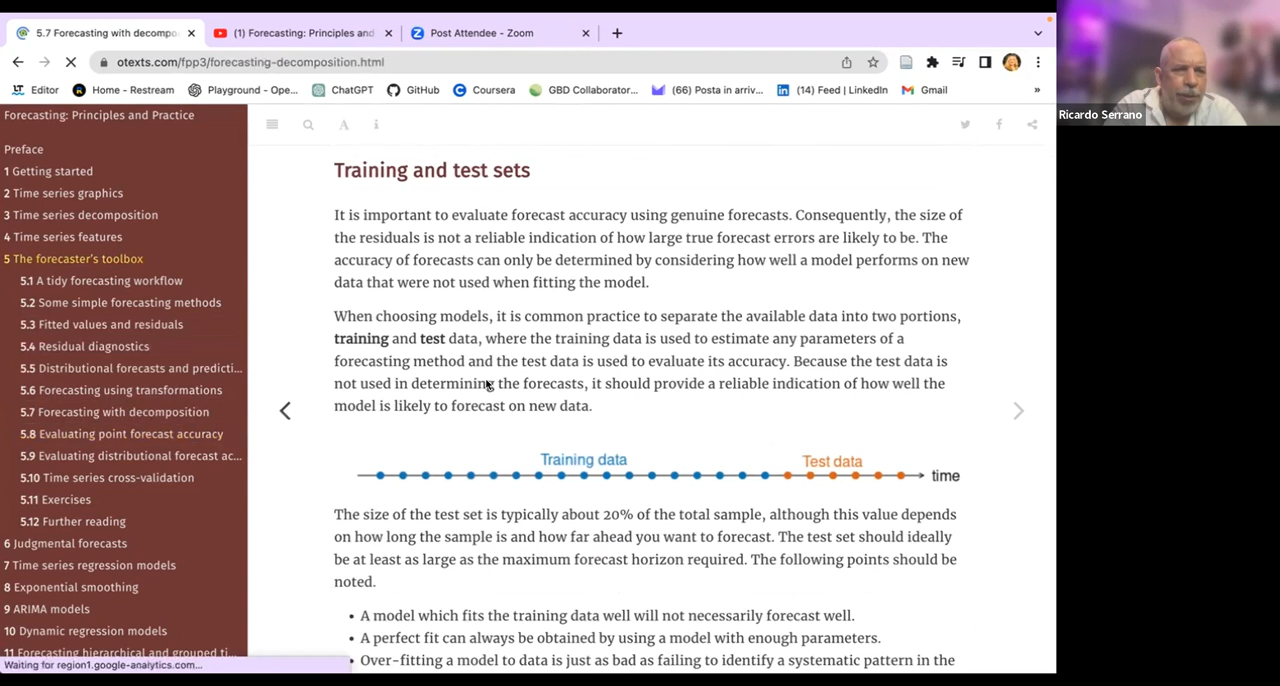 5.7 Forecasting with decompo
(1) Forecasting: Principles and
Post Attendee - Zoom
otexts.com/fpp3/forecasting-decomposition.html
Editor
Home - Restream
Playground - Ope...
ChatGPT
GitHub
Coursera
GBD Collaborator...
(66) Posta in arriv...
(14) Feed | LinkedIn
Gmail
»
Ricardo Serrano
Forecasting: Principles and Practice
Preface
1 Getting started
2 Time series graphics
3 Time series decomposition
4 Time series features
5 The forecaster's toolbox
5.1 A tidy forecasting workflow
5.2 Some simple forecasting methods
5.3 Fitted values and residuals
5.4 Residual diagnostics
5.5 Distributional forecasts and predicti...
5.6 Forecasting using transformations
5.7 Forecasting with decomposition
5.8 Evaluating point forecast accuracy
5.9 Evaluating distributional forecast ac...
5.10 Time series cross-validation
5.11 Exercises
5.12 Further reading
6 Judgmental forecasts
7 Time series regression models
8 Exponential smoothing
9 ARIMA models
10 Dynamic regression models
11 Forecasting hierarchical and grouped ti...
Waiting for region1.google-analytics.com...
Training and test sets
It is important to evaluate forecast accuracy using genuine forecasts. Consequently, the size of
the residuals is not a reliable indication of how large true forecast errors are likely to be. The
accuracy of forecasts can only be determined by considering how well a model performs on new
data that were not used when fitting the model.
When choosing models, it is common practice to separate the available data into two portions,
training and test data, where the training data is used to estimate any parameters of a
forecasting method and the test data is used to evaluate its accuracy. Because the test data is
not used in determining the forecasts, it should provide a reliable indication of how well the
model is likely to forecast on new data.
Training data
Test data
time
The size of the test set is typically about 20% of the total sample, although this value depends
on how long the sample is and how far ahead you want to forecast. The test set should ideally
be at least as large as the maximum forecast horizon required. The following points should be
noted.
• A model which fits the training data well will not necessarily forecast well.
• A perfect fit can always be obtained by using a model with enough parameters.
• Over-fitting a model to data is just as bad as failing to identify a systematic pattern in the